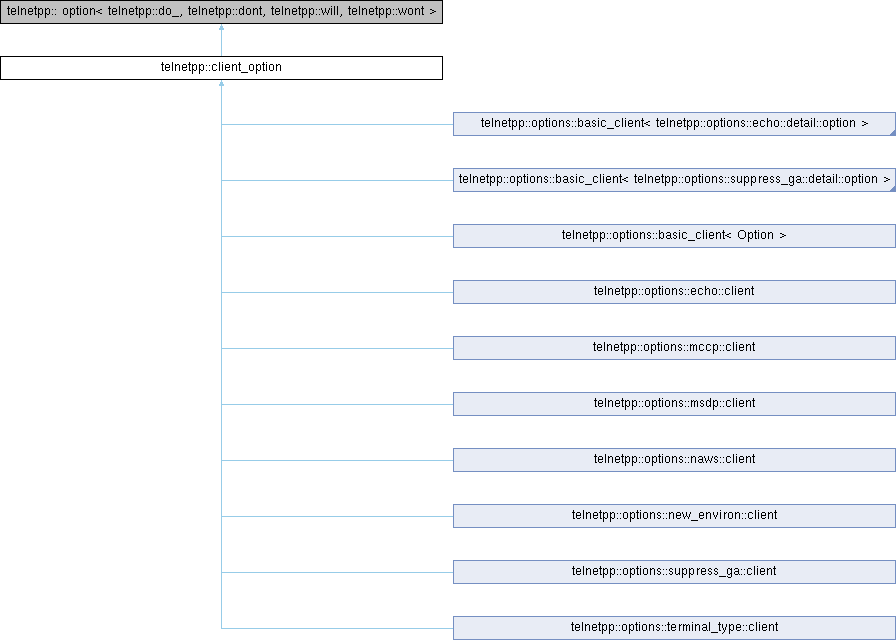 telnetpp:: option< telnetpp::do_, telnetpp::dont, telnetpp::will, telnetpp::wont >
telnetpp::client_option
telnetpp::options::basic_client< telnetpp::options::echo::detail::option >
telnetpp::options::basic_client< telnetpp::options::suppress_ga::detail::option >
telnetpp::options::basic_client< Option >
telnetpp::options::echo::client
telnetpp::options::mccp::client
telnetpp::options::msdp::client
telnetpp::options::naws::client
telnetpp::options::new_environ::client
telnetpp::options::suppress_ga::client
telnetpp::options::terminal_type::client